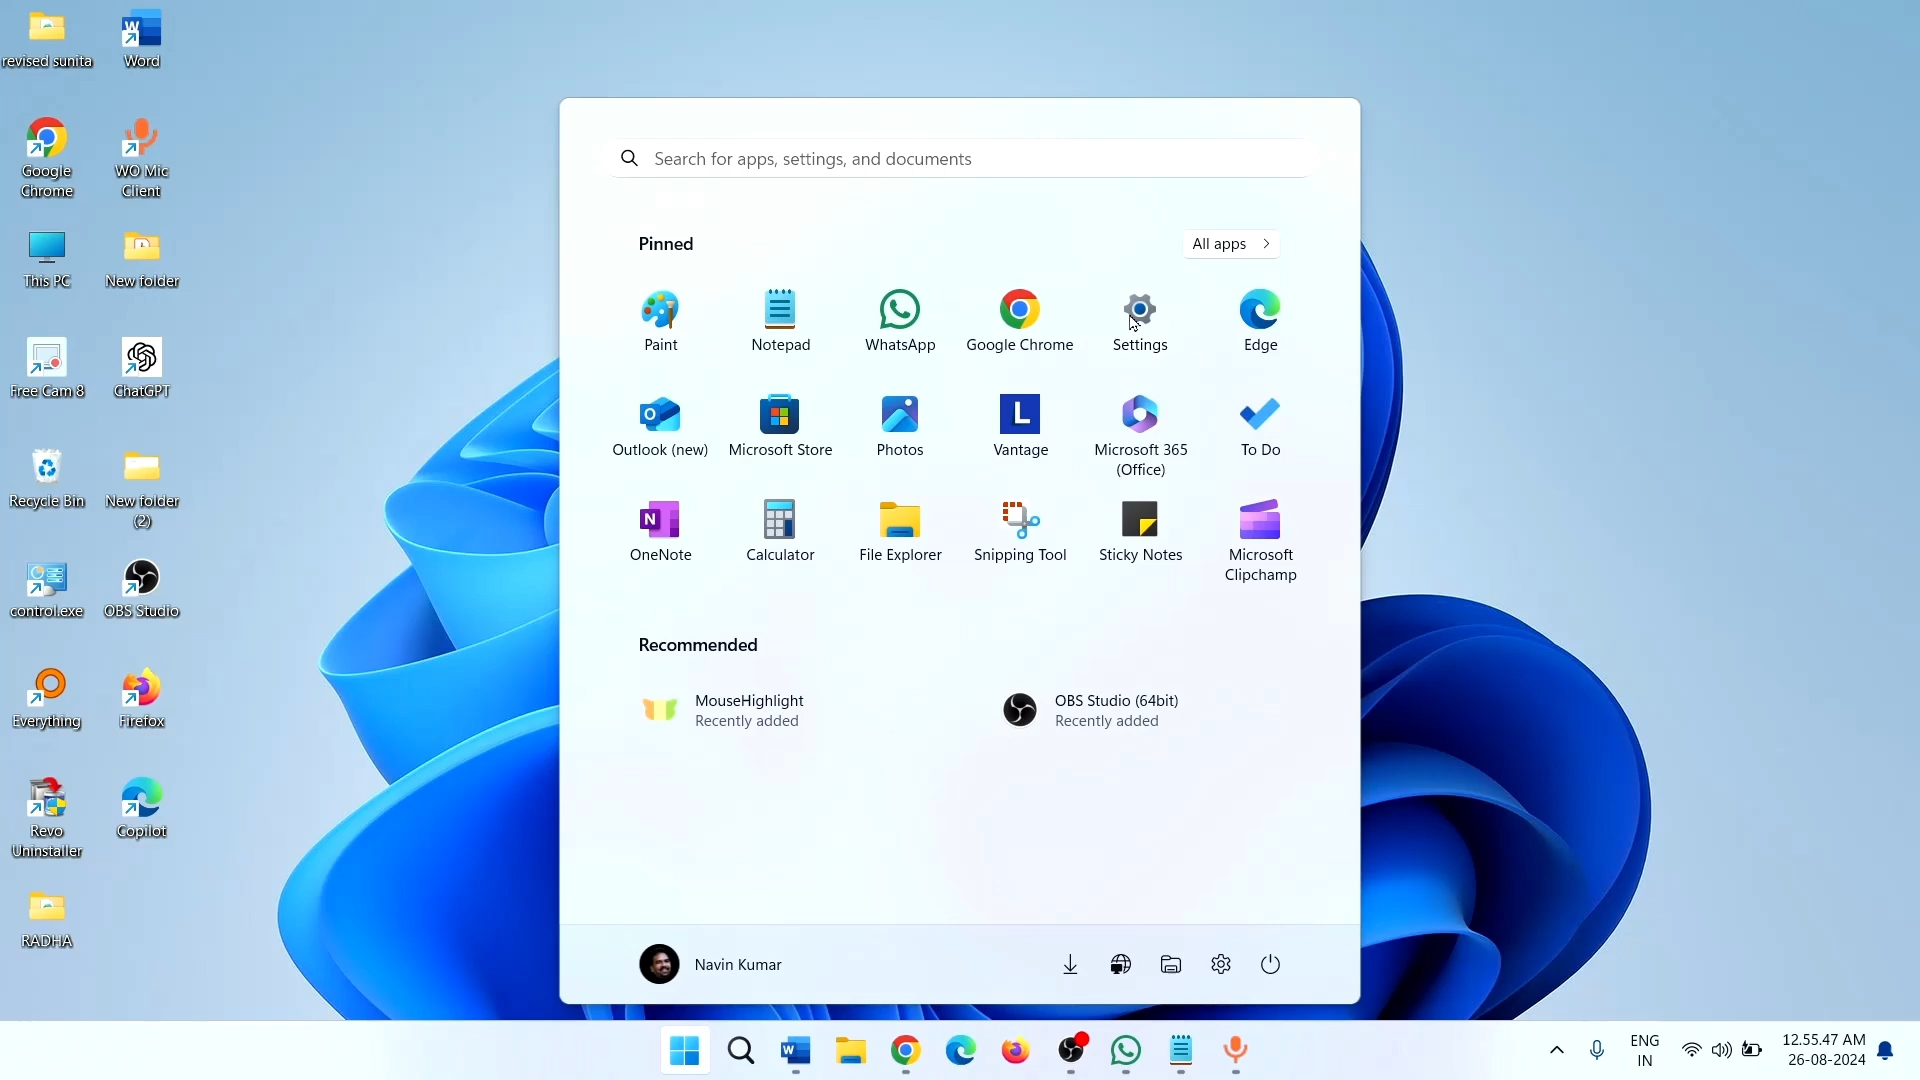 revised sunita
Word
Google
Chrome
WO Mic
Client
This PC
New folder
Free Cam 8
ChatGPT
Recycle Bin
New folder
(2)
control.exe
OBS Studio
Everything
Firefox
Revo
Uninstaller
Copilot
RADHA
Search for apps, settings, and documents
Pinned
All apps
Paint
Notepad
WhatsApp
Google Chrome
Settings
Edge
Outlook (new)
Microsoft Store
Photos
Vantage
Microsoft 365
(Office)
To Do
OneNote
Calculator
File Explorer
Snipping Tool
Sticky Notes
Microsoft
Clipchamp
Recommended
MouseHighlight
Recently added
OBS Studio (64bit)
Recently added
Navin Kumar
ENG
IN
12.55.47 AM
26-08-2024